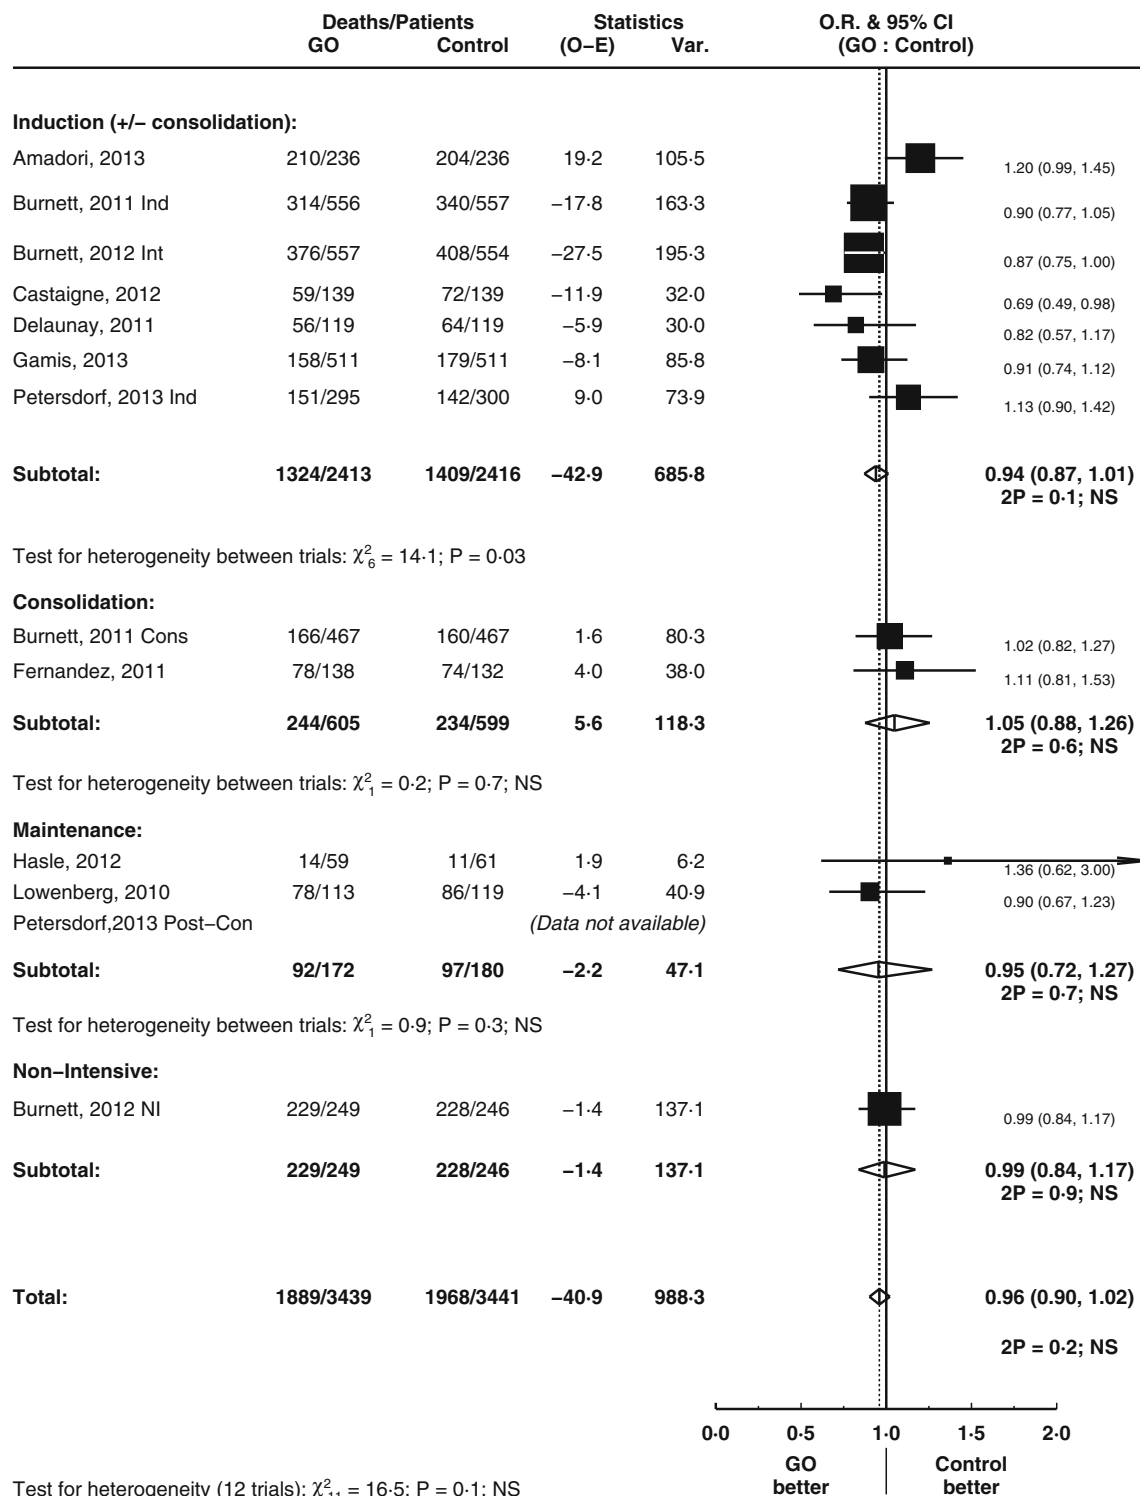 Deaths/Patients Statistics O.R. & 95% CI
GO Control (O–E) Var. (GO : Control)
Induction (+/– consolidation):
Amadori, 2013 210/236 204/236 19·2 105·5 1.20 (0.99, 1.45)
Burnett, 2011 Ind 314/556 340/557 –17·8 163·3 0.90 (0.77, 1.05)
Burnett, 2012 Int 376/557 408/554 –27·5 195·3 0.87 (0.75, 1.00)
Castaigne, 2012 59/139 72/139 –11·9 32·0 0.69 (0.49, 0.98)
Delaunay, 2011 56/119 64/119 –5·9 30·0 0.82 (0.57, 1.17)
Gamis, 2013 158/511 179/511 –8·1 85·8 0.91 (0.74, 1.12)
Petersdorf, 2013 Ind 151/295 142/300 9·0 73·9 1.13 (0.90, 1.42)
Subtotal: 1324/2413 1409/2416 –42·9 685·8 0.94 (0.87, 1.01)
2P = 0·1; NS
Test for heterogeneity between trials: χ²₆ = 14·1; P = 0·03
Consolidation:
Burnett, 2011 Cons 166/467 160/467 1·6 80·3 1.02 (0.82, 1.27)
Fernandez, 2011 78/138 74/132 4·0 38·0 1.11 (0.81, 1.53)
Subtotal: 244/605 234/599 5·6 118·3 1.05 (0.88, 1.26)
2P = 0·6; NS
Test for heterogeneity between trials: χ²₁ = 0·2; P = 0·7; NS
Maintenance:
Hasle, 2012 14/59 11/61 1·9 6·2 1.36 (0.62, 3.00)
Lowenberg, 2010 78/113 86/119 –4·1 40·9 0.90 (0.67, 1.23)
Petersdorf,2013 Post–Con (Data not available)
Subtotal: 92/172 97/180 –2·2 47·1 0.95 (0.72, 1.27)
2P = 0·7; NS
Test for heterogeneity between trials: χ²₁ = 0·9; P = 0·3; NS
Non–Intensive:
Burnett, 2012 NI 229/249 228/246 –1·4 137·1 0.99 (0.84, 1.17)
Subtotal: 229/249 228/246 –1·4 137·1 0.99 (0.84, 1.17)
2P = 0·9; NS
Total: 1889/3439 1968/3441 –40·9 988·3 0.96 (0.90, 1.02)
2P = 0·2; NS
0·0 0·5 1·0 1·5 2·0
GO Control
better better
Test for heterogeneity (12 trials): χ²₁₁ = 16·5; P = 0·1; NS